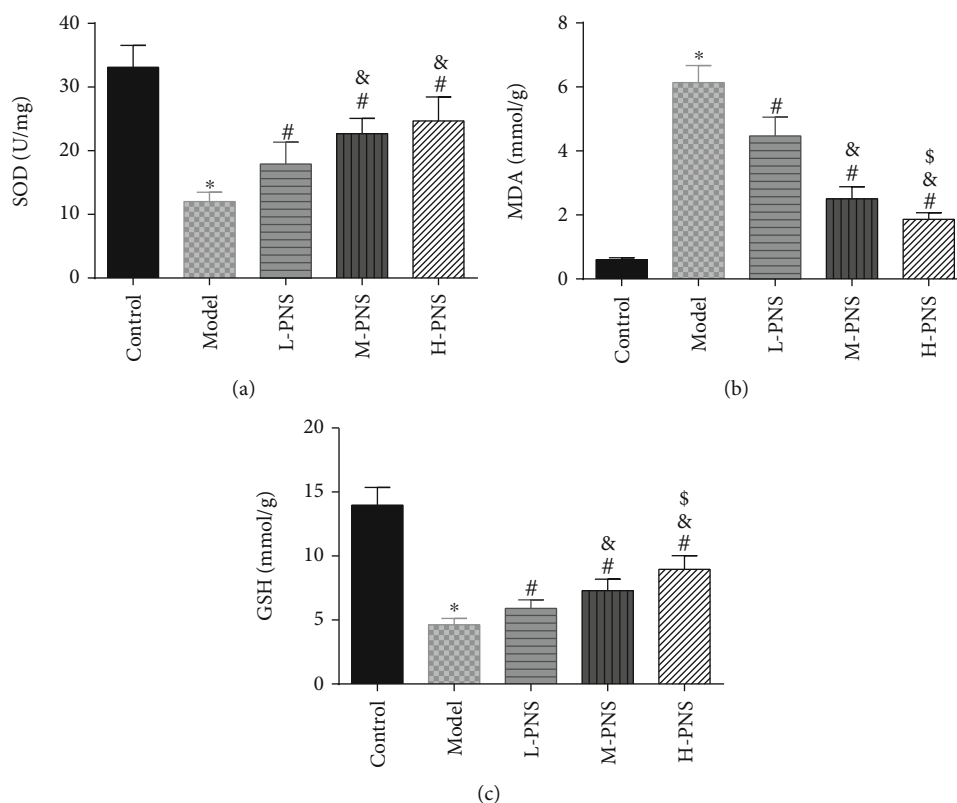 SOD (U/mg)
40
30
20
10
0
*
#
&
#
&
#
Control
Model
L-PNS
M-PNS
H-PNS
(a)
MDA (mmol/g)
8
6
4
2
0
*
#
&
#
$
&
#
Control
Model
L-PNS
M-PNS
H-PNS
(b)
GSH (mmol/g)
20
15
10
5
0
*
#
&
#
$
&
#
Control
Model
L-PNS
M-PNS
H-PNS
(c)